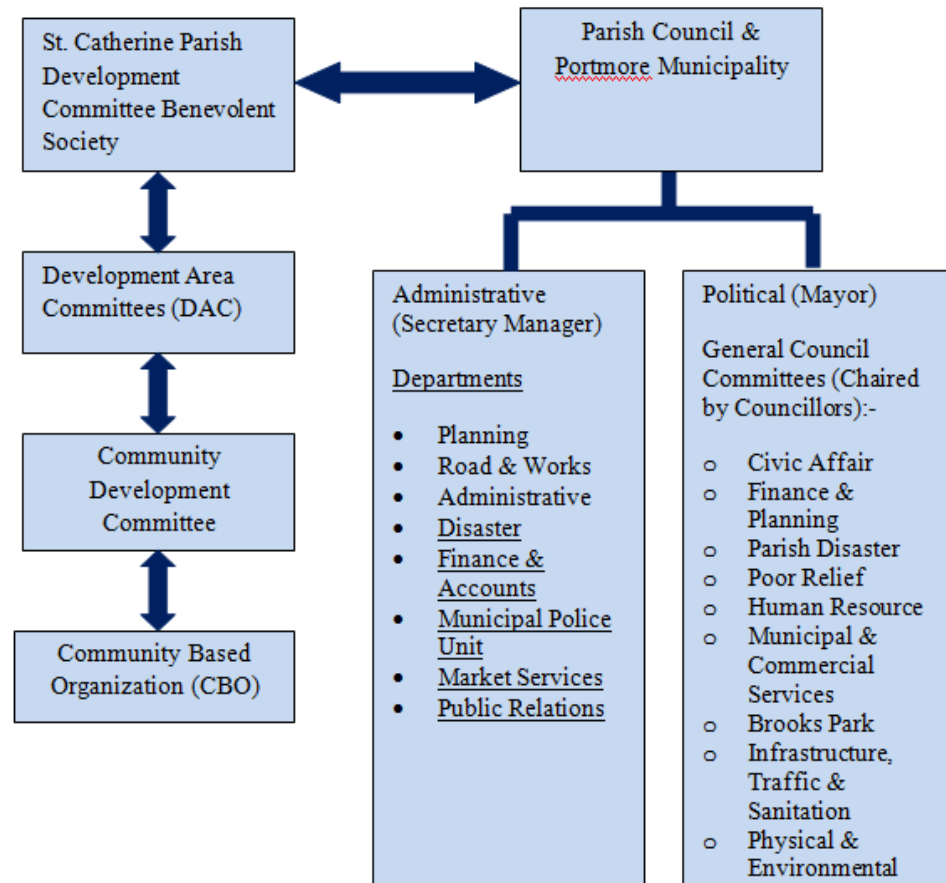 St. Catherine Parish
Development
Committee Benevolent
Society
Parish Council &
Portmore Municipality
Development Area
Committees (DAC)
Community
Development
Committee
Community Based
Organization (CBO)
Administrative
(Secretary Manager)
Departments
• Planning
• Road & Works
• Administrative
• Disaster
• Finance &
Accounts
• Municipal Police
Unit
• Market Services
• Public Relations
Political (Mayor)
General Council
Committees (Chaired
by Councillors):-
o Civic Affair
o Finance &
Planning
o Parish Disaster
o Poor Relief
o Human Resource
o Municipal &
Commercial
Services
o Brooks Park
o Infrastructure,
Traffic &
Sanitation
o Physical &
Environmental